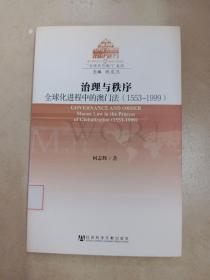 治理与秩序
全球化进程中的澳门法（1553-1999）
GOVERNANCE AND ORDER
Macao Law in the Process
of Globalization (1553-1999)
何志辉 著
社会科学文献出版社